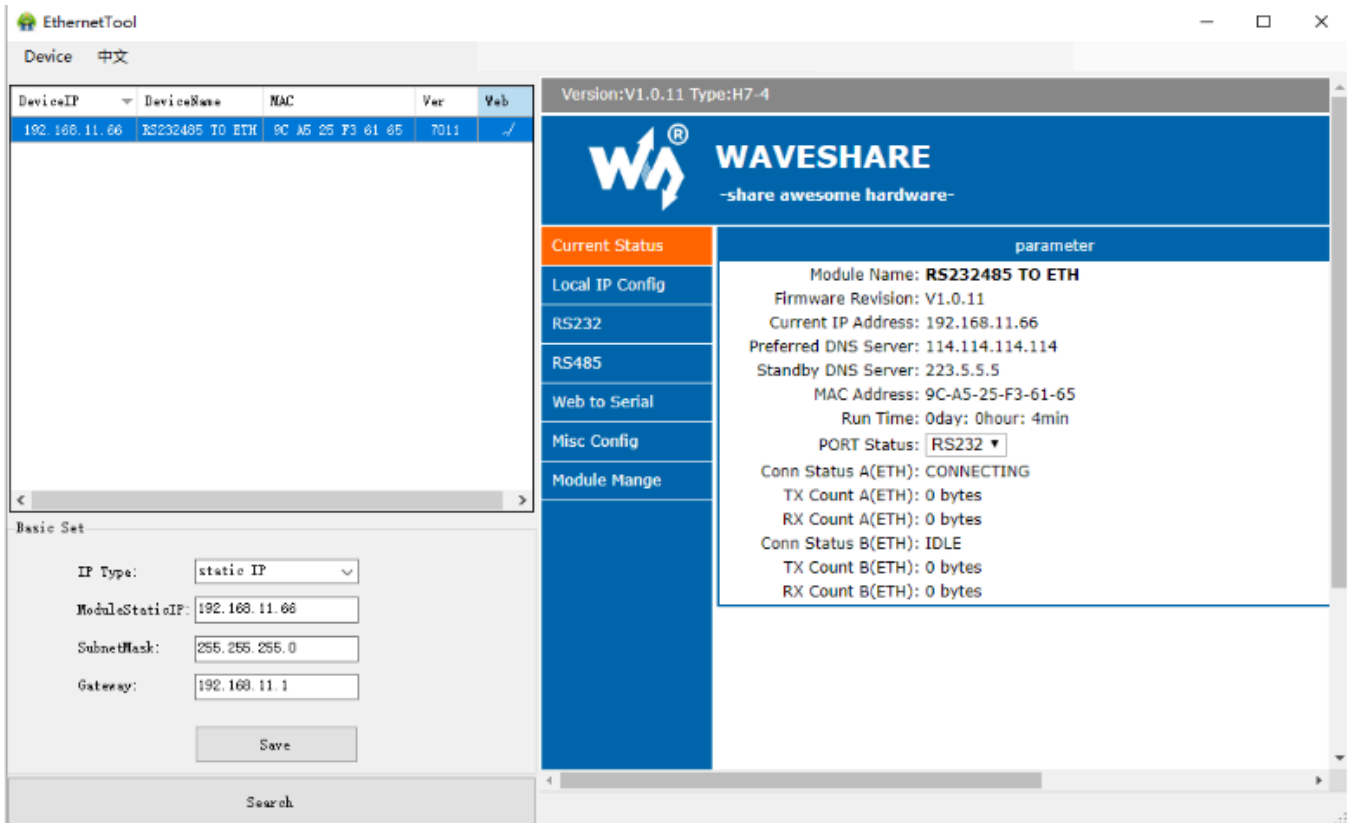 EthernetTool
Device 中文
DeviceIP DeviceName MAC Ver Web
192.168.11.66 RS232485 TO ETH 9C A5 25 F3 61 65 7011 √
Basic Set
IP Type: static IP
ModuleStaticIP: 192.168.11.66
SubnetMask: 255.255.255.0
Gateway: 192.168.11.1
Save
Search
Version:V1.0.11 Type:H7-4
®
WAVESHARE
-share awesome hardware-
Current Status
Local IP Config
RS232
RS485
Web to Serial
Misc Config
Module Mange
parameter
Module Name: RS232485 TO ETH
Firmware Revision: V1.0.11
Current IP Address: 192.168.11.66
Preferred DNS Server: 114.114.114.114
Standby DNS Server: 223.5.5.5
MAC Address: 9C-A5-25-F3-61-65
Run Time: 0day: 0hour: 4min
PORT Status: RS232
Conn Status A(ETH): CONNECTING
TX Count A(ETH): 0 bytes
RX Count A(ETH): 0 bytes
Conn Status B(ETH): IDLE
TX Count B(ETH): 0 bytes
RX Count B(ETH): 0 bytes